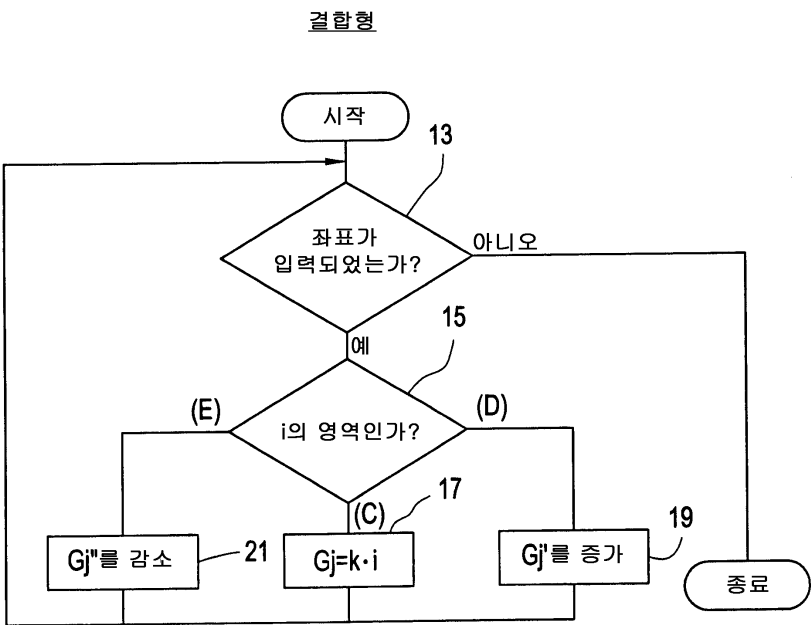 결합형
시작
13
좌표가
입력되었는가?
아니오
예
15
(E)
(D)
i의 영역인가?
(C)
17
Gj"를 감소
21
Gj=k·i
Gj'를 증가
19
종료